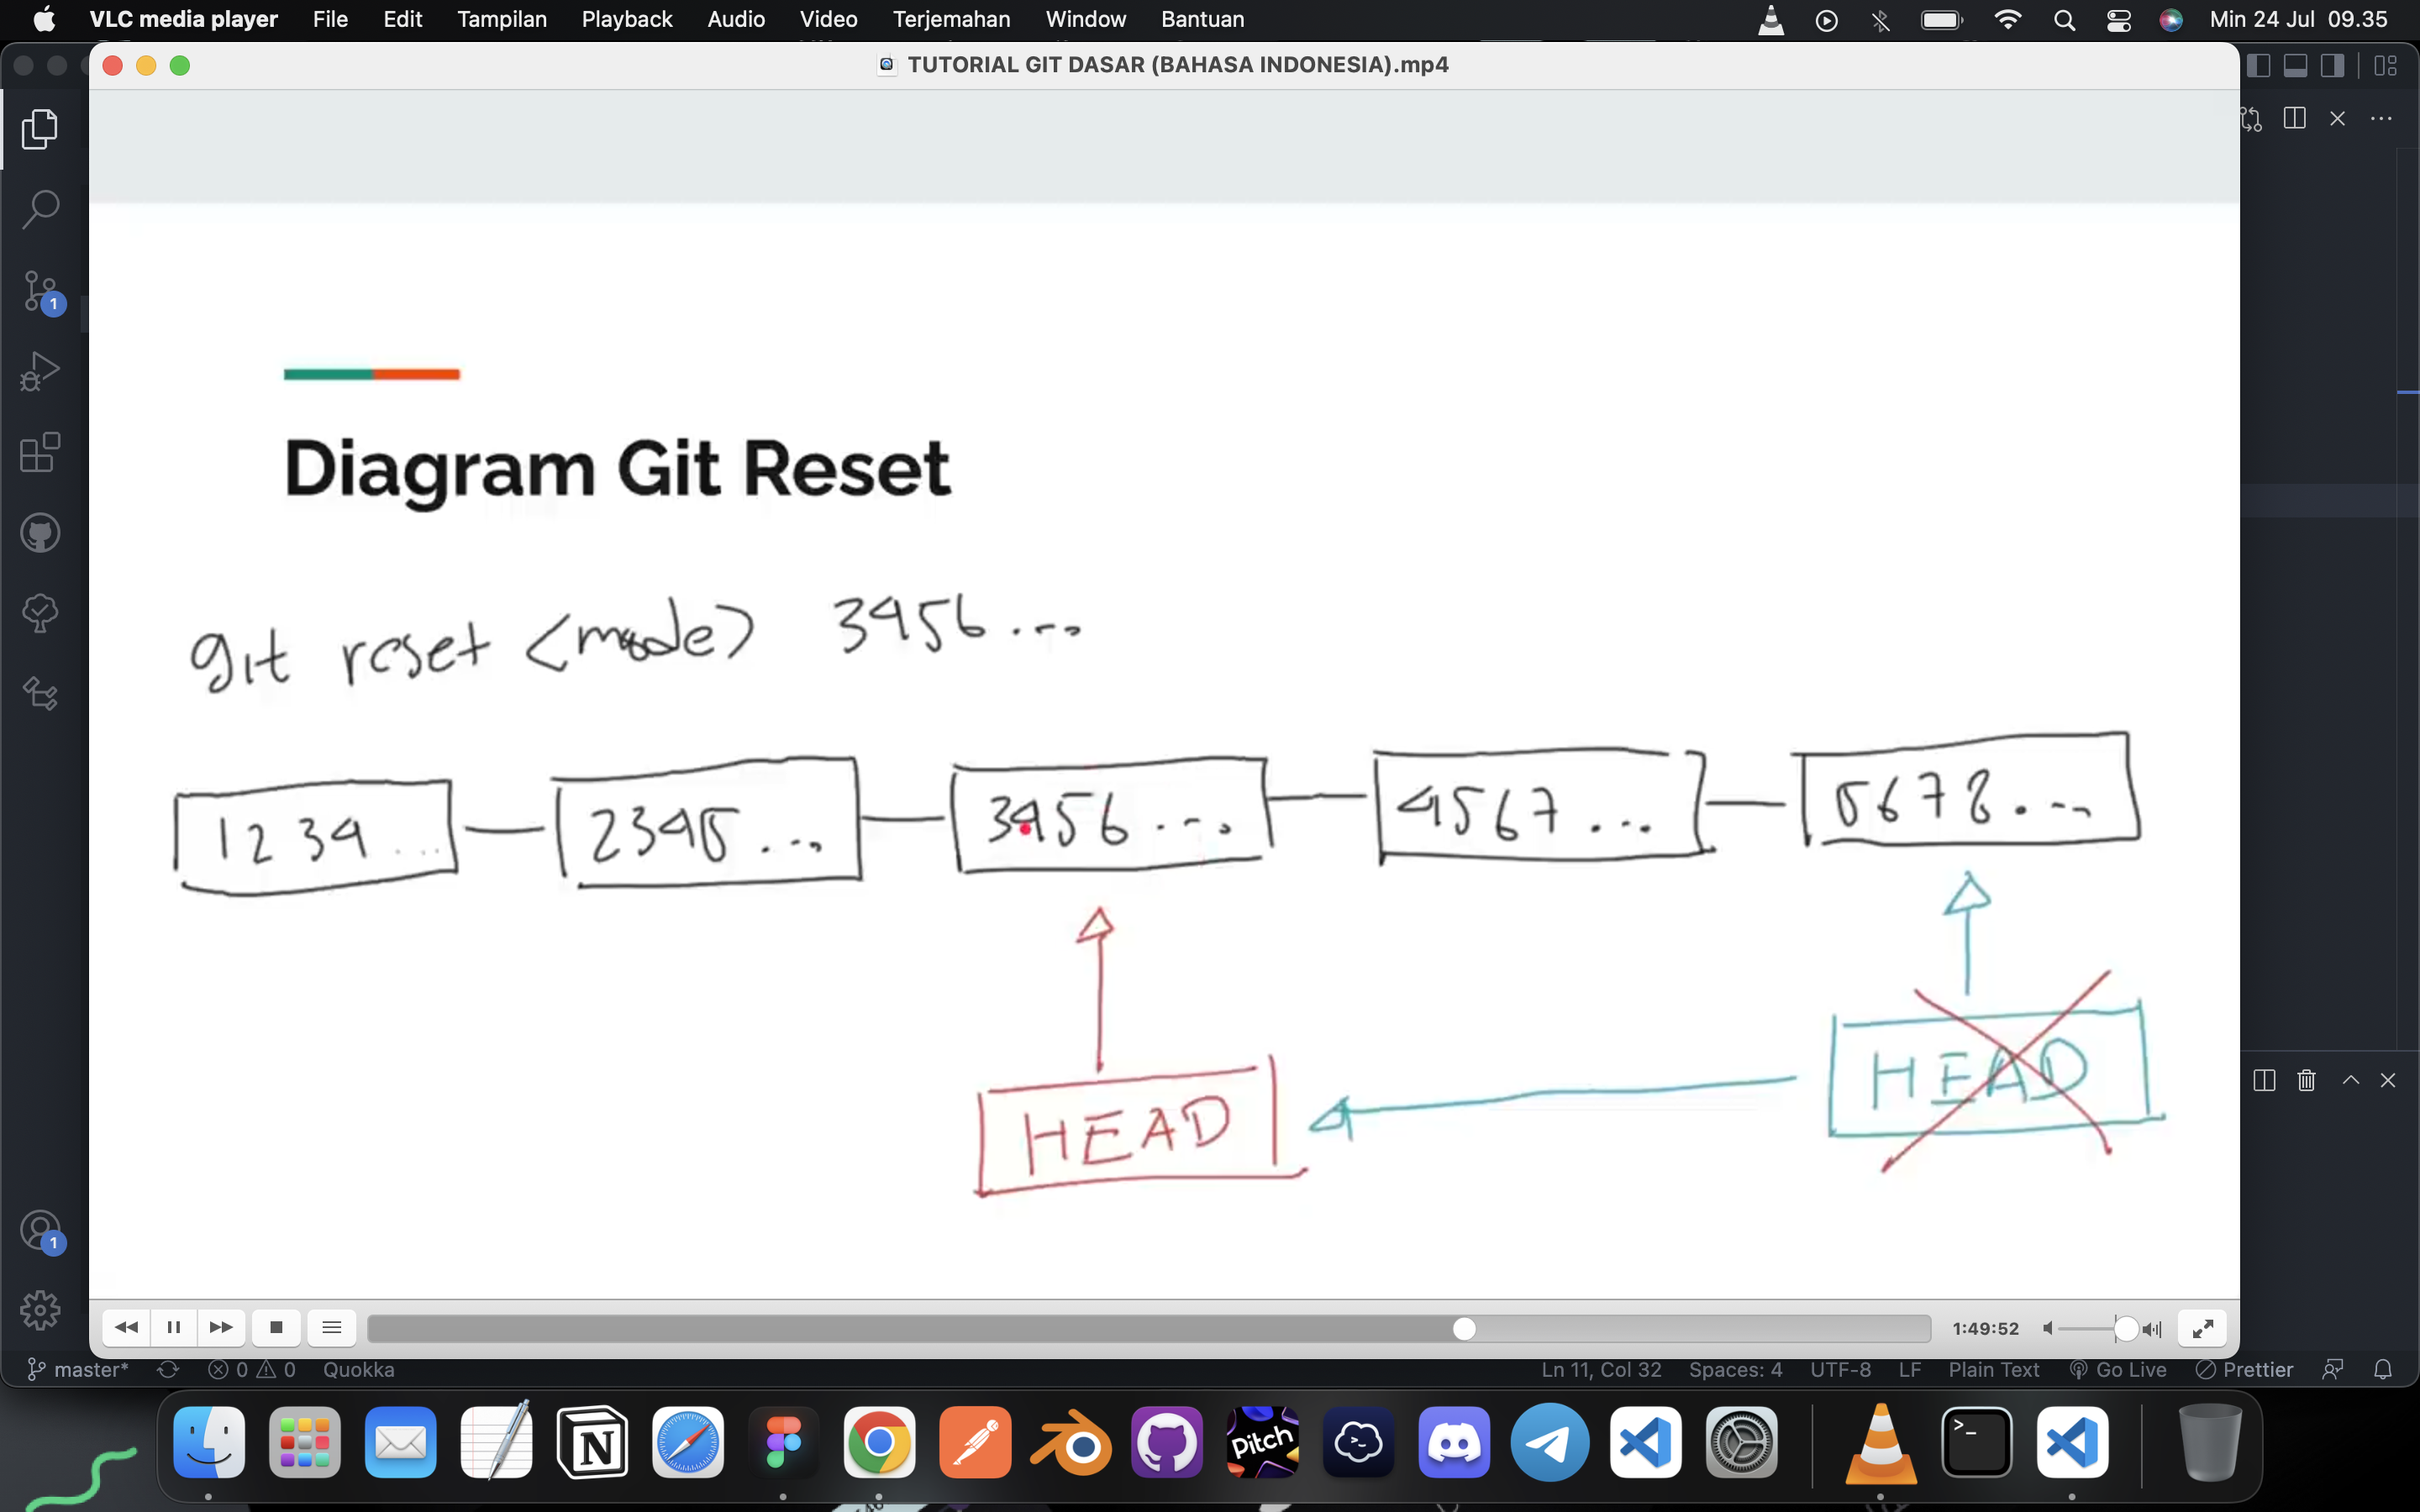 VLC media player File Edit Tampilan Playback Audio Video Terjemahan Window Bantuan Min 24 Jul 09.35
TUTORIAL GIT DASAR (BAHASA INDONESIA).mp4
1
Diagram Git Reset
git reset <mode> 3456...
1234... 2345... 3456... 4567... 5678...
HEAD HEAD
1
1:49:52
master* 0 0 Quokka Ln 11, Col 32 Spaces: 4 UTF-8 LF Plain Text Go Live Prettier
N Pitch >_